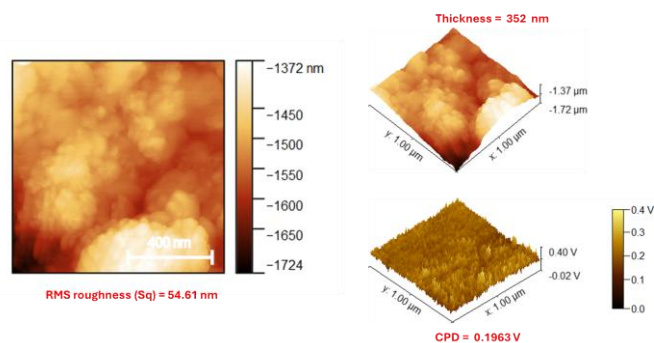 −1372 nm
−1450
−1500
−1550
−1600
−1650
−1724
400 nm
RMS roughness (Sq) = 54.61 nm
Thickness = 352 nm
-1.37 µm
-1.72 µm
y: 1.00 µm
x: 1.00 µm
0.40 V
-0.02 V
y: 1.00 µm
x: 1.00 µm
0.4 V
0.3
0.2
0.1
0.0
CPD = 0.1963 V